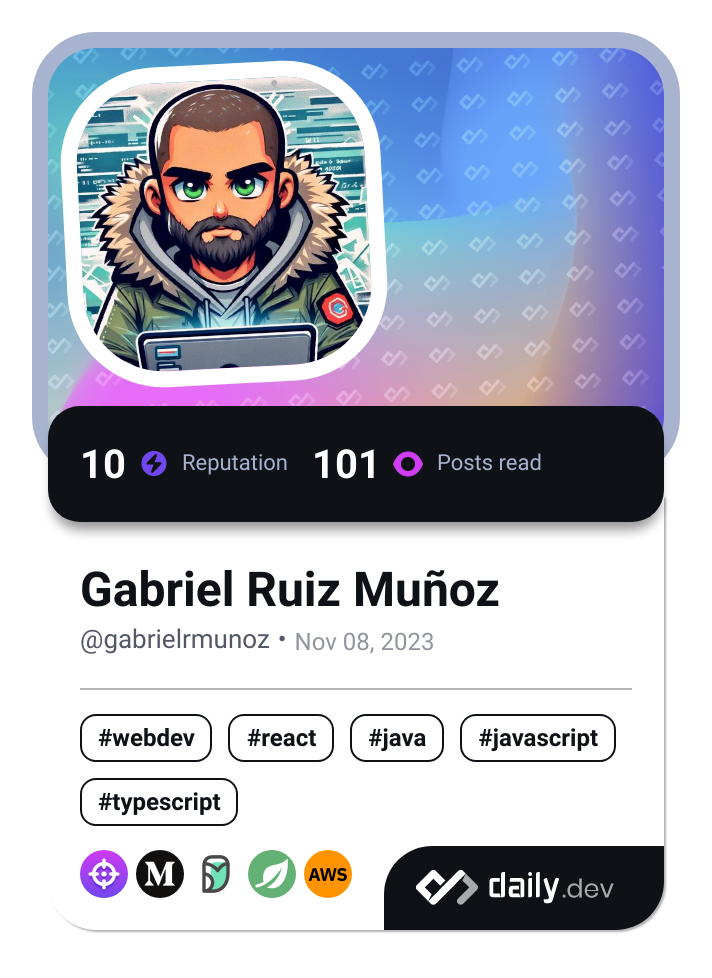 10 Reputation 101 Posts read
Gabriel Ruiz Muñoz
@gabrielrmunoz • Nov 08, 2023
#webdev #react #java #javascript
#typescript
M AWS
daily.dev